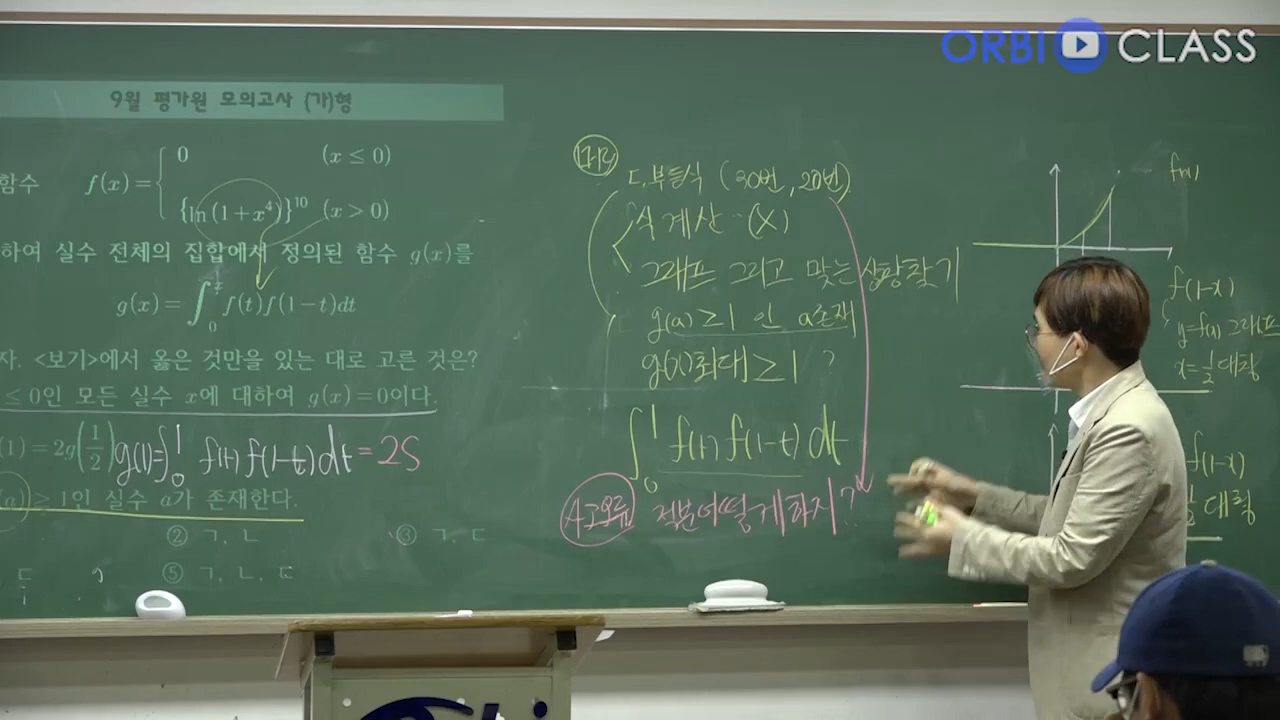 ORBI CLASS
9월 평가원 모의고사 (가)형
함수 f(x)= { 0 (x ≤ 0)
{ln(1+x⁴)}¹⁰ (x > 0)
하여 실수 전체의 집합에서 정의된 함수 g(x)를
g(x)=∫₀ˣ f(t)f(1-t)dt
자. <보기>에서 옳은 것만을 있는 대로 고른 것은?
≤ 0인 모든 실수 x에 대하여 g(x)=0이다.
(1)=2g(1/2) g(1)=∫₀¹ f(t) f(1-t) dt = 2S
(a) ≥ 1인 실수 a가 존재한다.
② ㄱ, ㄴ ③ ㄱ, ㄷ
ㄷ ⑤ ㄱ, ㄴ, ㄷ
ㄷ.부등식 (30번, 20번)
식계산 (X)
그래프 그리고 맞는 상황찾기
g(a) ≥ 1 인 a존재
g(x)최대 ≥ 1 ?
∫₀¹ f(t) f(1-t) dt
사고오류 적분어떻게하지?
f(x)
f(1-x)
y=f(x) 그래프
x=1/2 대칭
f(1-x)
대칭